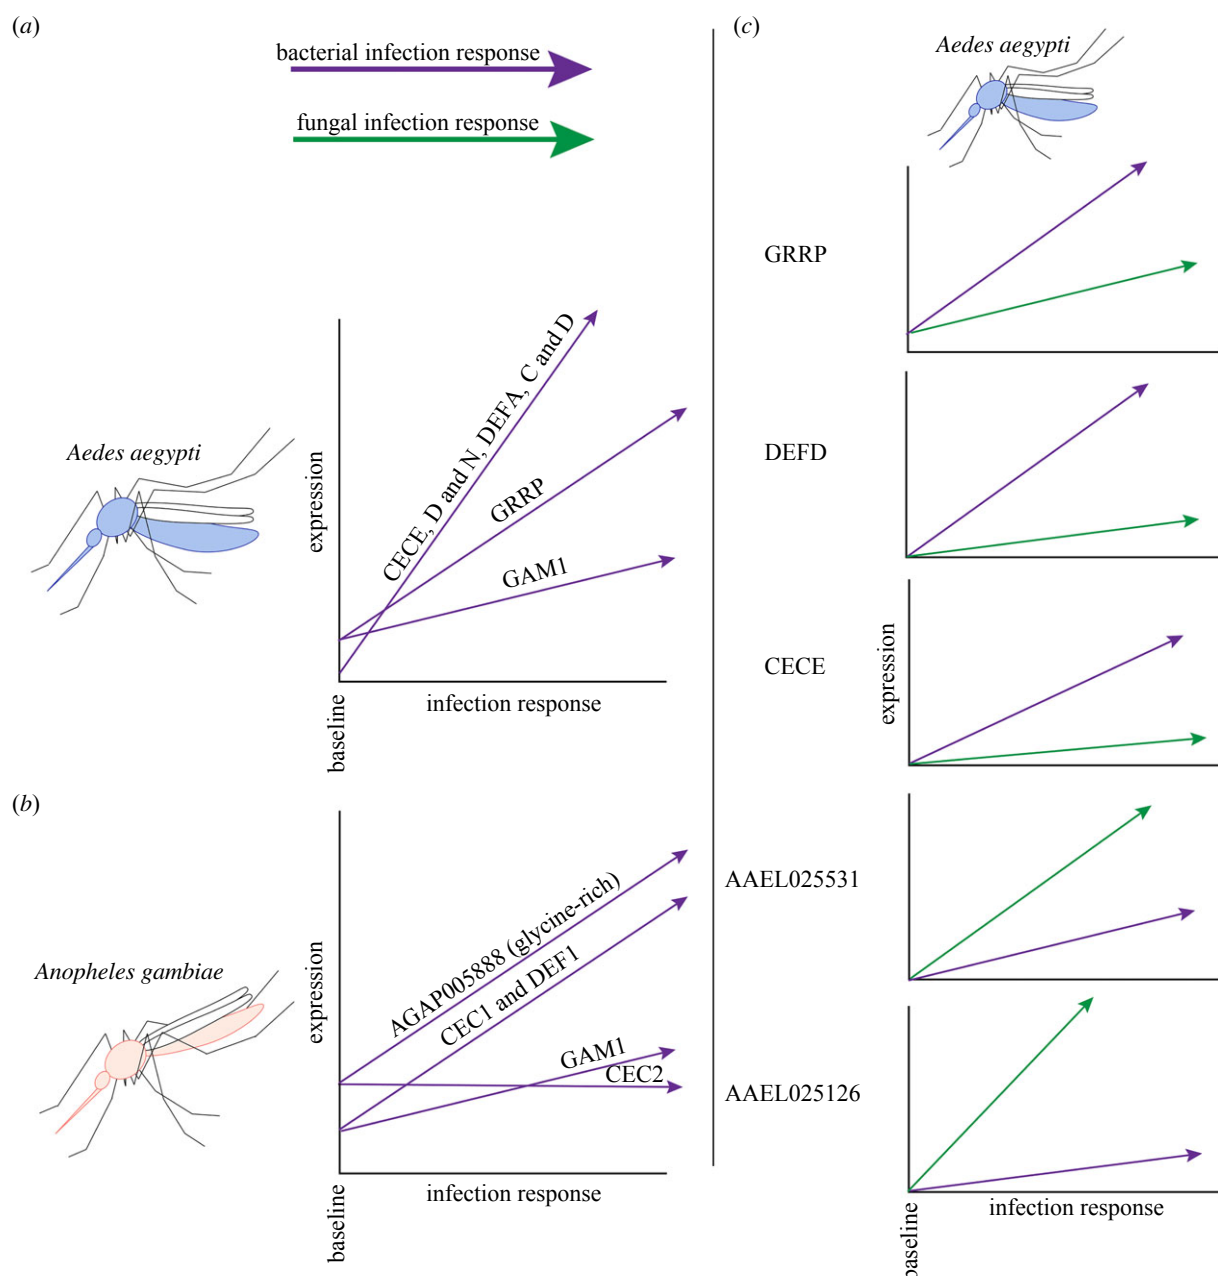 (a)
bacterial infection response
fungal infection response
Aedes aegypti
expression
CECE, D and N, DEFA, C and D
GRRP
GAM1
baseline
infection response
(b)
Anopheles gambiae
expression
AGAP005888 (glycine-rich)
CEC1 and DEF1
GAM1
CEC2
baseline
infection response
(c)
Aedes aegypti
GRRP
DEFD
CECE
expression
AAEL025531
AAEL025126
baseline
infection response